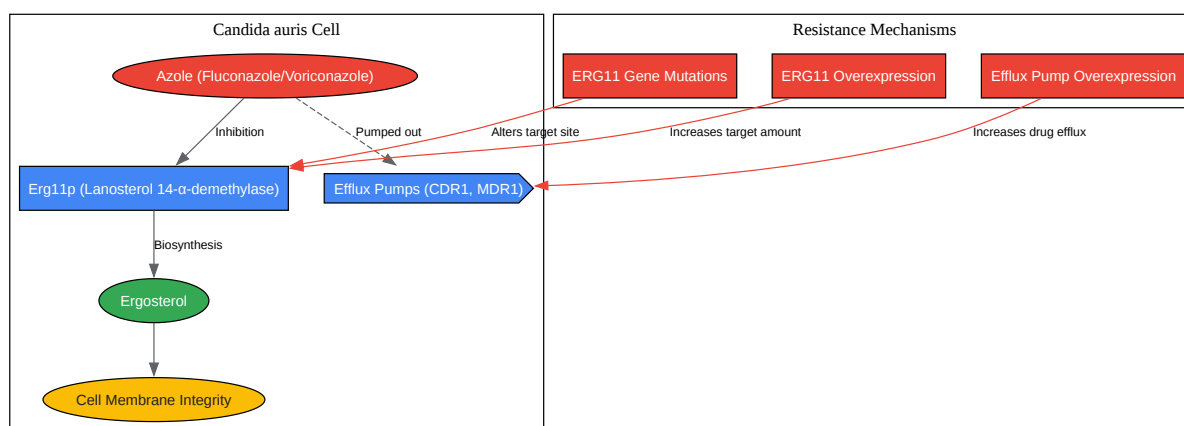 Candida auris Cell
Resistance Mechanisms
Azole (Fluconazole/Voriconazole)
ERG11 Gene Mutations
ERG11 Overexpression
Efflux Pump Overexpression
Inhibition
Pumped out
Alters target site
Increases target amount
Increases drug efflux
Erg11p (Lanosterol 14-α-demethylase)
Efflux Pumps (CDR1, MDR1)
Biosynthesis
Ergosterol
Cell Membrane Integrity